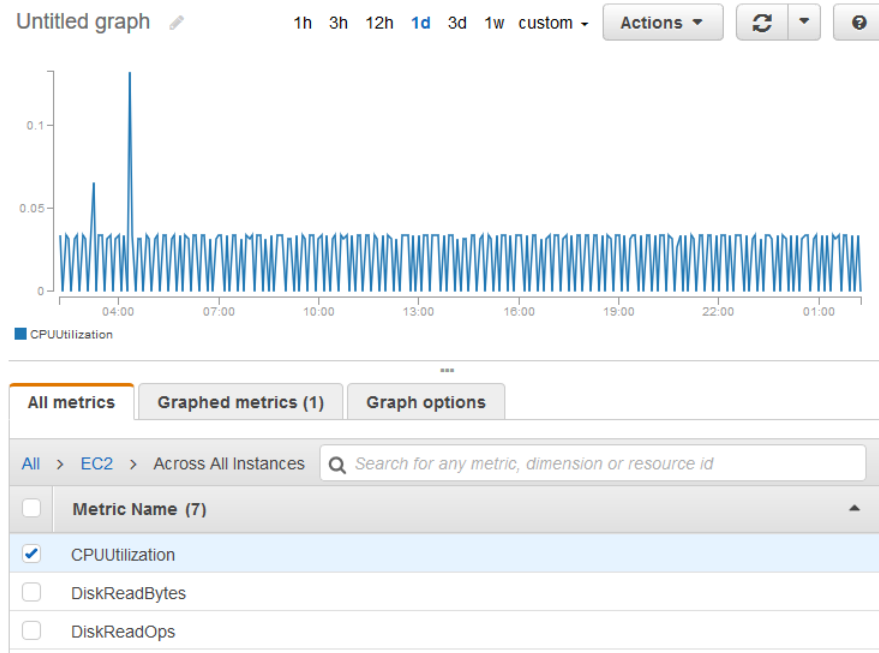 Untitled graph 1h 3h 12h 1d 3d 1w custom Actions
0.1
0.05
0
04:00 07:00 10:00 13:00 16:00 19:00 22:00 01:00
CPUUtilization
All metrics Graphed metrics (1) Graph options
All > EC2 > Across All Instances Search for any metric, dimension or resource id
Metric Name (7)
CPUUtilization
DiskReadBytes
DiskReadOps